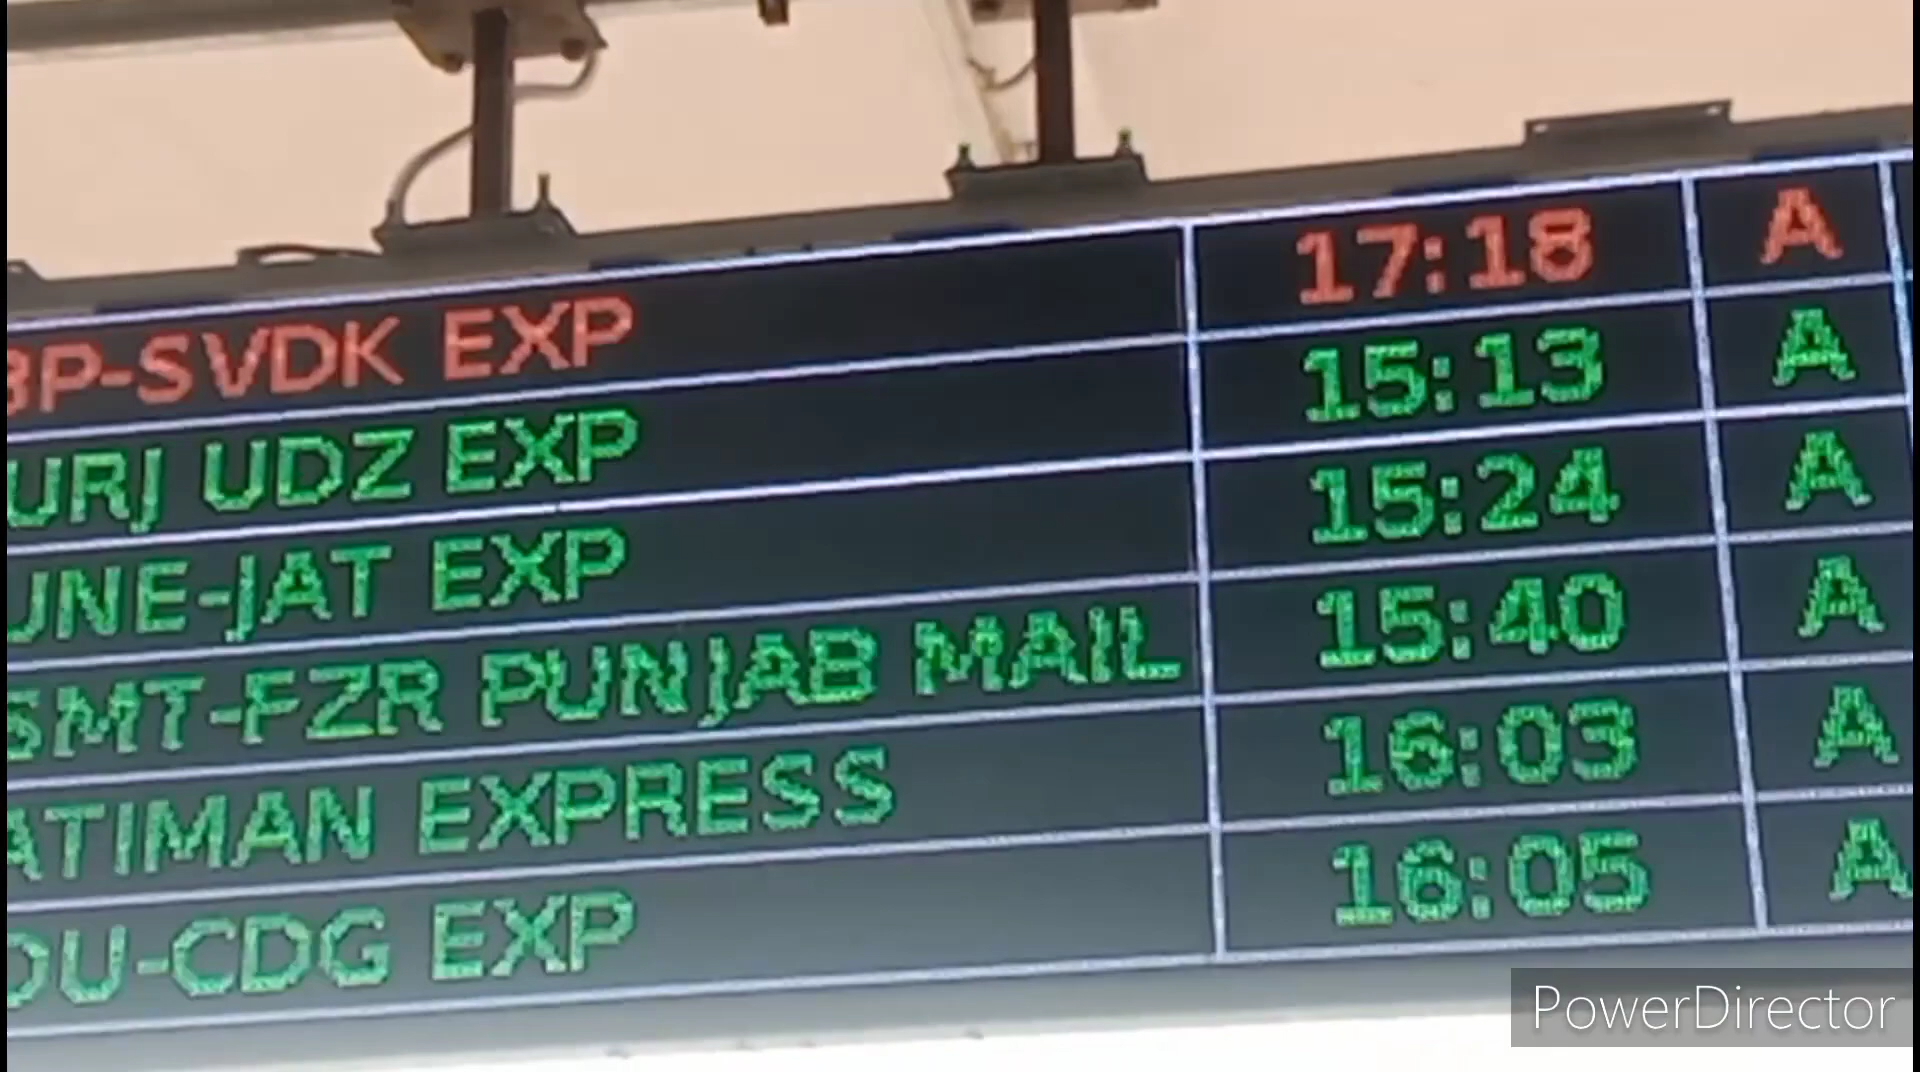 BP-SVDK EXP 17:18 A
URJ UDZ EXP 15:13 A
UNE-JAT EXP 15:24 A
SMT-FZR PUNJAB MAIL 15:40 A
ATIMAN EXPRESS 16:03 A
DU-CDG EXP 16:05 A
PowerDirector